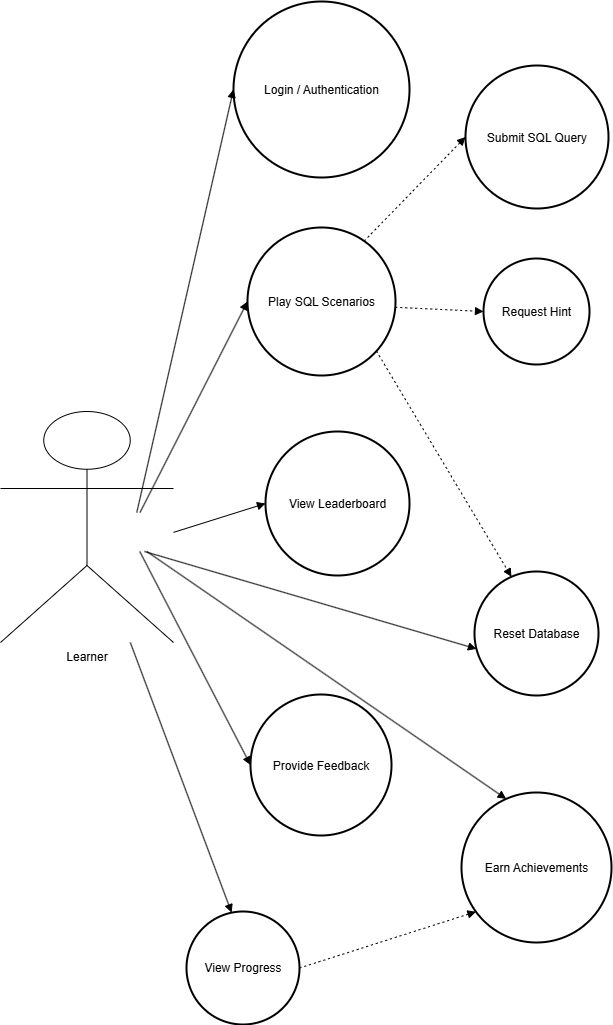 Login / Authentication
Submit SQL Query
Play SQL Scenarios
Request Hint
View Leaderboard
Reset Database
Learner
Provide Feedback
Earn Achievements
View Progress